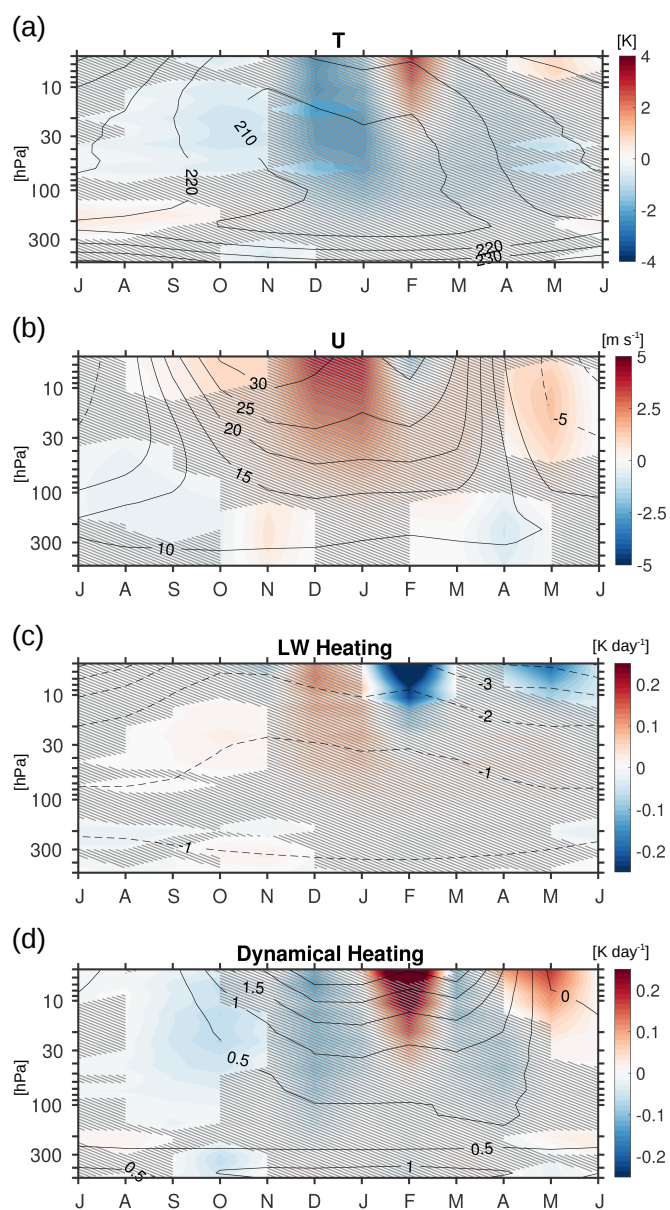 (a)
T
[K]
10
30
100
300
[hPa]
210
220
220
230
4
2
0
-2
-4
J A S O N D J F M A M J
(b)
U
[m s-1]
10
30
100
300
[hPa]
30
25
20
15
10
-5
5
2.5
0
-2.5
-5
J A S O N D J F M A M J
(c)
LW Heating
[K day-1]
10
30
100
300
[hPa]
-3
-2
-1
-1
0.2
0.1
0
-0.1
-0.2
J A S O N D J F M A M J
(d)
Dynamical Heating
[K day-1]
10
30
100
300
[hPa]
1.5
1
0.5
0
0.5
0.5
1
0.2
0.1
0
-0.1
-0.2
J A S O N D J F M A M J